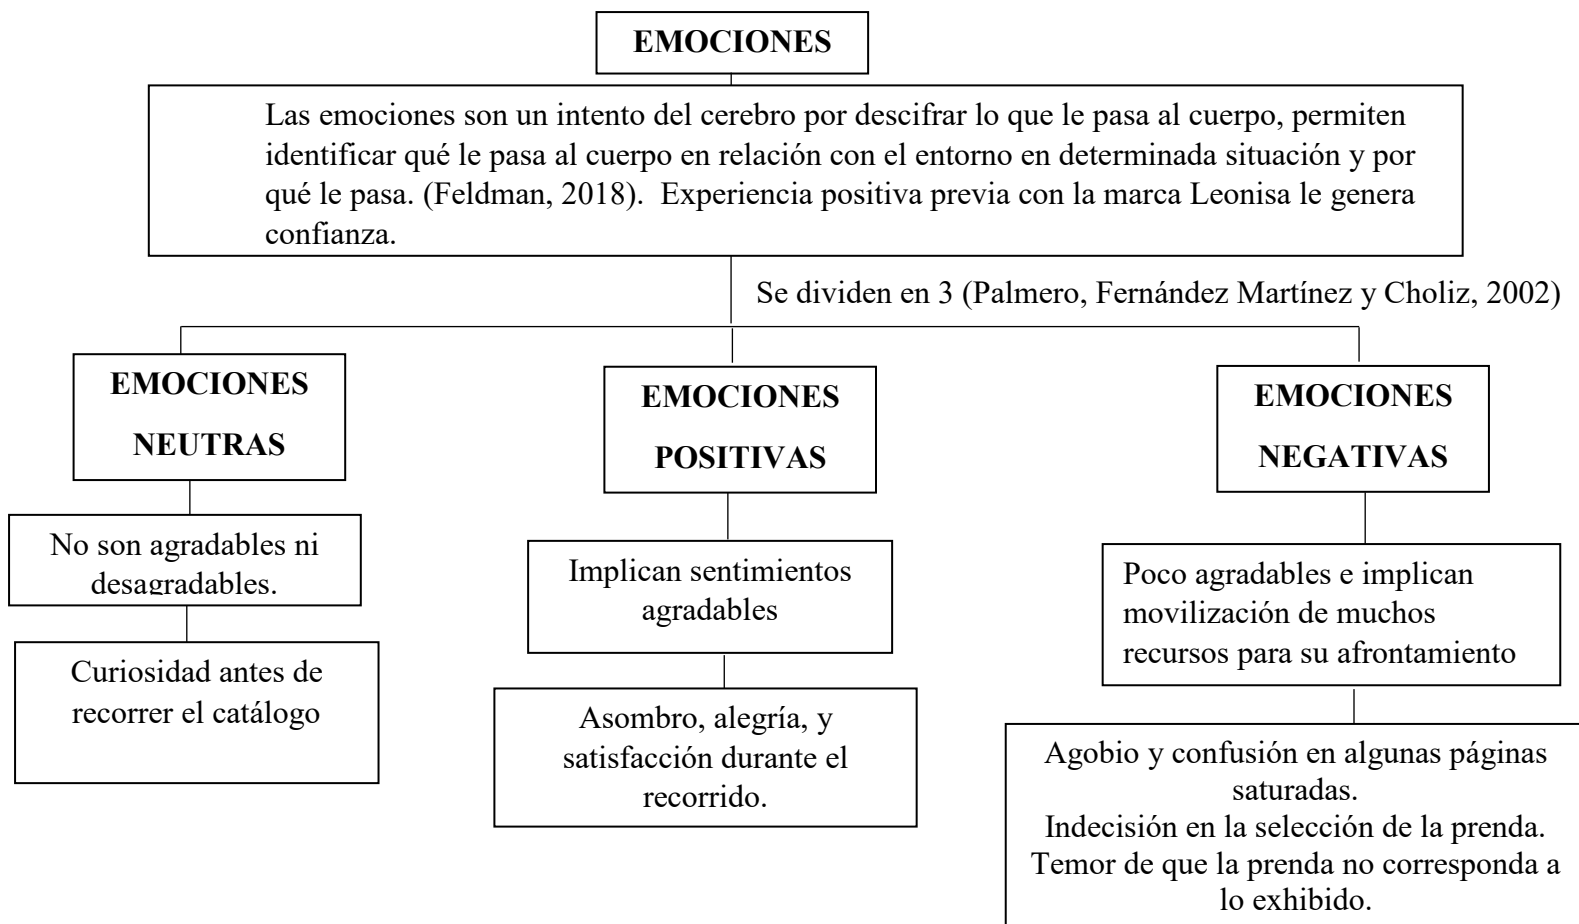 EMOCIONES
Las emociones son un intento del cerebro por descifrar lo que le pasa al cuerpo, permiten
identificar qué le pasa al cuerpo en relación con el entorno en determinada situación y por
qué le pasa. (Feldman, 2018).  Experiencia positiva previa con la marca Leonisa le genera
confianza.
Se dividen en 3 (Palmero, Fernández Martínez y Choliz, 2002)
EMOCIONES
NEUTRAS
No son agradables ni
desagradables.
Curiosidad antes de
recorrer el catálogo
EMOCIONES
POSITIVAS
Implican sentimientos
agradables
Asombro, alegría, y
satisfacción durante el
recorrido.
EMOCIONES
NEGATIVAS
Poco agradables e implican
movilización de muchos
recursos para su afrontamiento
Agobio y confusión en algunas páginas
saturadas.
Indecisión en la selección de la prenda.
Temor de que la prenda no corresponda a
lo exhibido.